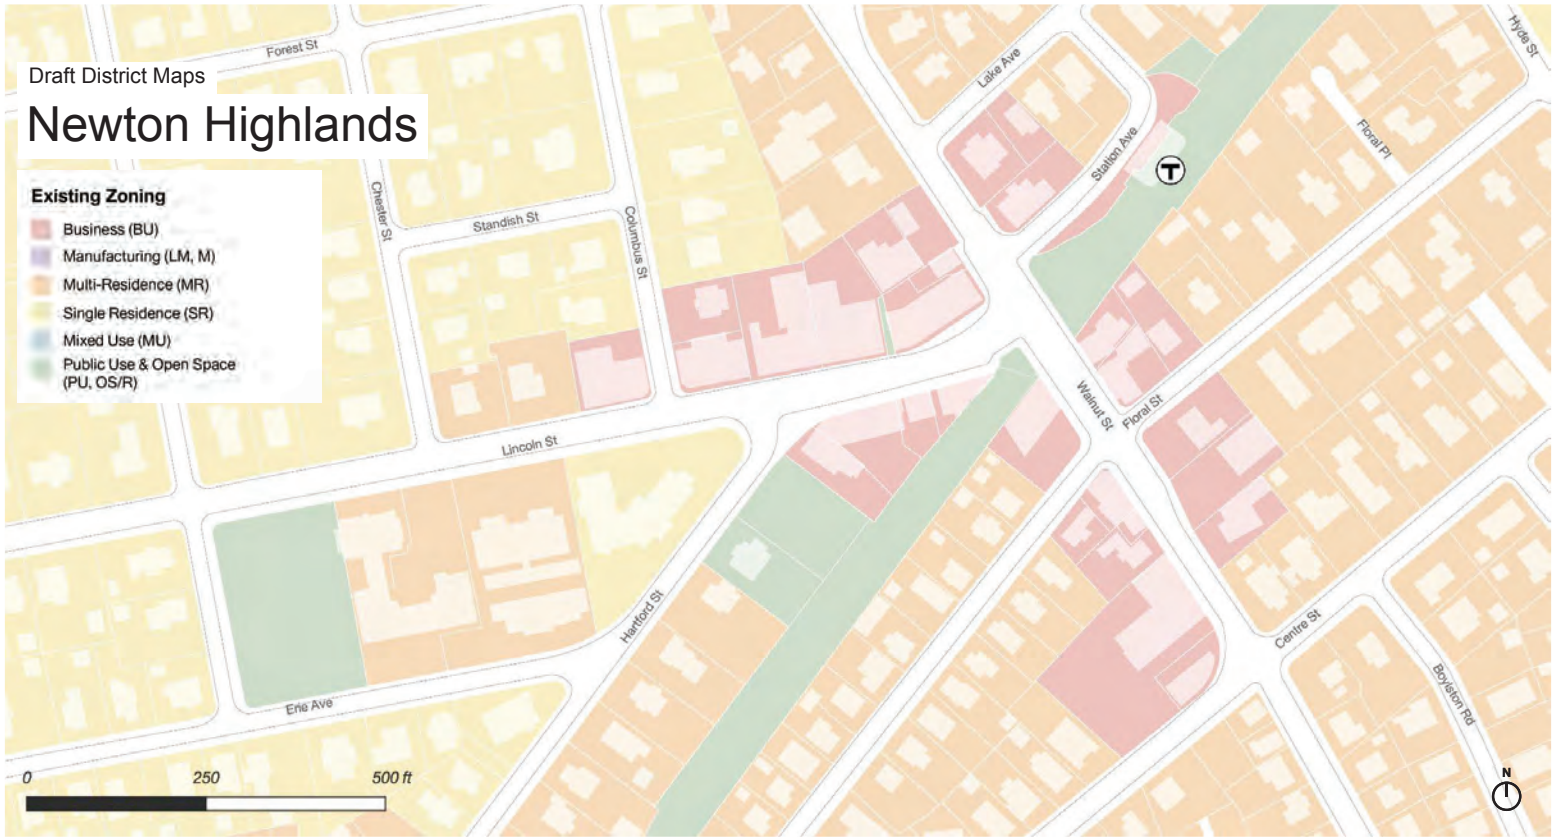 Draft District Maps
Newton Highlands
Existing Zoning
Business (BU)
Manufacturing (LM, M)
Multi-Residence (MR)
Single Residence (SR)
Mixed Use (MU)
Public Use & Open Space
(PU, OS/R)
Forest St
Chester St
Standish St
Columbus St
Lincoln St
Hartford St
Erie Ave
Lake Ave
Station Ave
T
Walnut St
Floral St
Floral Pl
Hyde St
Centre St
Boylston Rd
0
250
500 ft
N